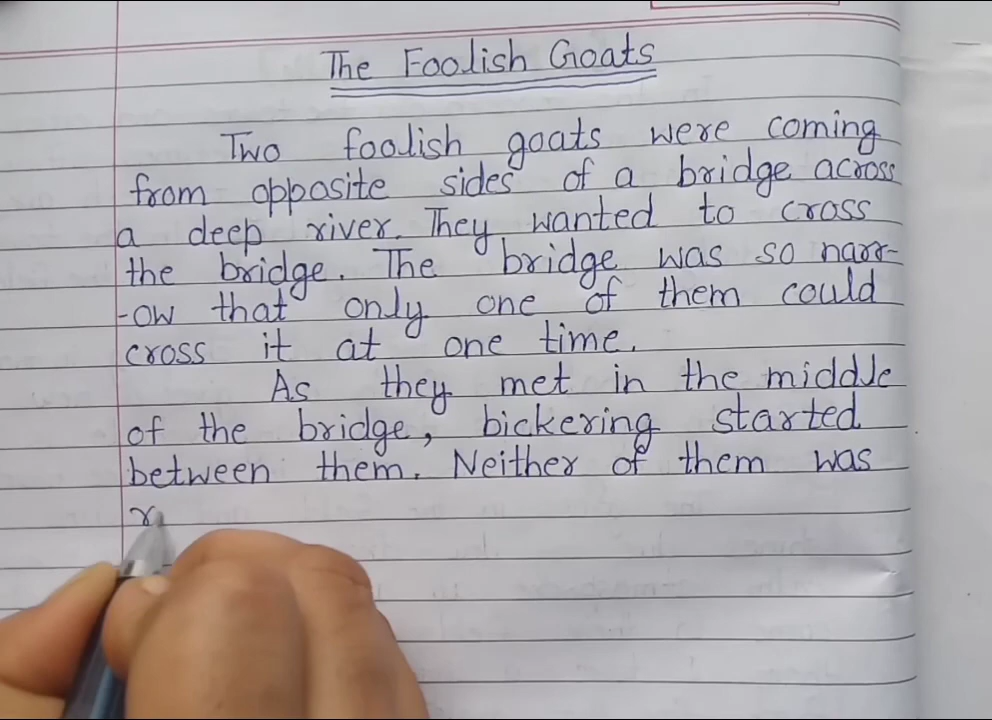 The Foolish Goats
Two foolish goats were coming
from opposite sides of a bridge across
a deep river. They wanted to cross
the bridge. The bridge was so narr-
-ow that only one of them could
cross it at one time.
As they met in the middle
of the bridge, bickering started
between them. Neither of them was
r